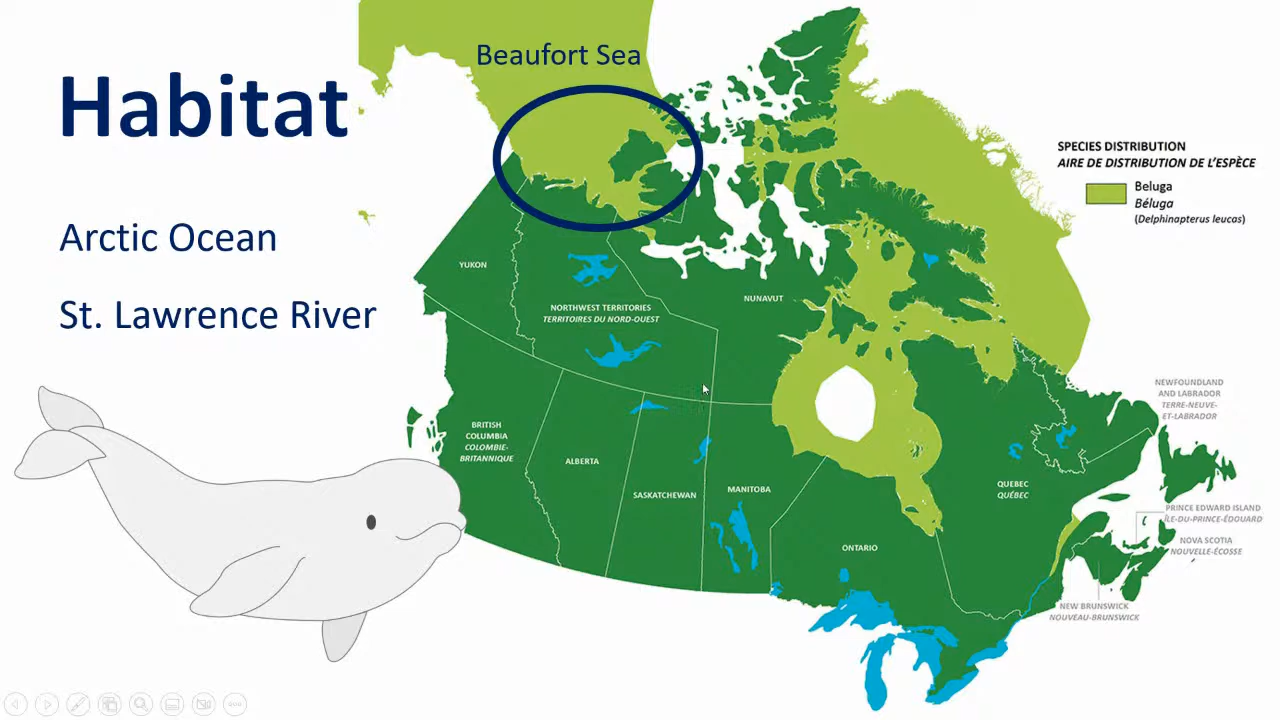 Beaufort Sea
Habitat
Arctic Ocean
St. Lawrence River
SPECIES DISTRIBUTION
AIRE DE DISTRIBUTION DE L'ESPÈCE
Beluga
Béluga
(Delphinapterus leucas)
YUKON
NORTHWEST TERRITORIES
TERRITOIRES DU NORD-OUEST
NUNAVUT
BRITISH
COLUMBIA
COLOMBIE-
BRITANNIQUE
ALBERTA
SASKATCHEWAN
MANITOBA
ONTARIO
QUEBEC
QUÉBEC
NEWFOUNDLAND
AND LABRADOR
TERRE-NEUVE-
ET-LABRADOR
PRINCE EDWARD ISLAND
ÎLE-DU-PRINCE-ÉDOUARD
NOVA SCOTIA
NOUVELLE-ÉCOSSE
NEW BRUNSWICK
NOUVEAU-BRUNSWICK